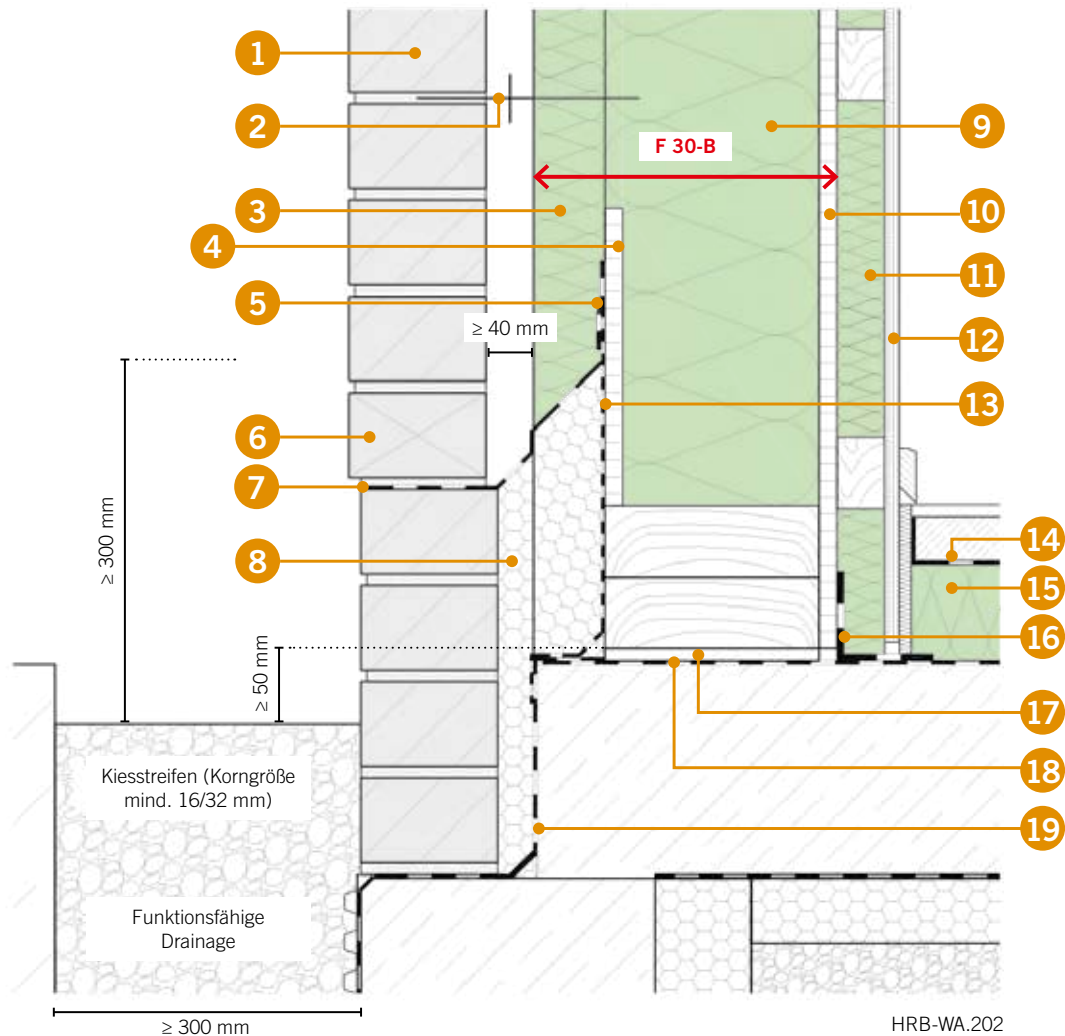 1
2
9
F 30-B
3
10
4
11
5
≥ 40 mm
12
13
6
7
≥ 300 mm
8
14
15
16
≥ 50 mm
17
18
Kiesstreifen (Korngröße
mind. 16/32 mm)
19
Funktionsfähige
Drainage
≥ 300 mm
HRB-WA.202